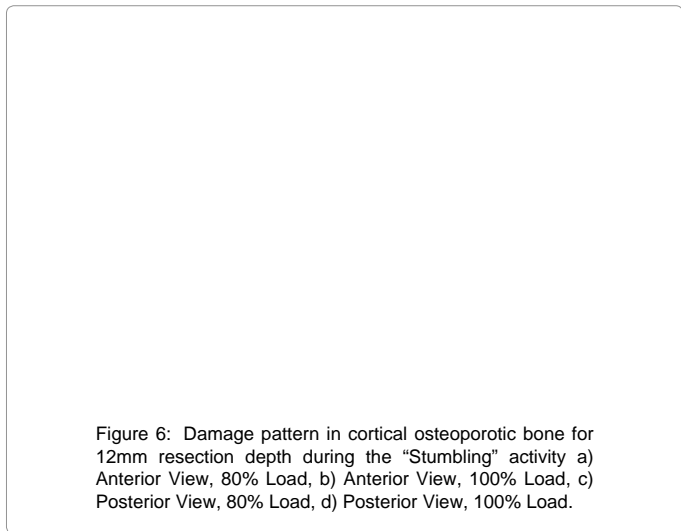 Figure 6: Damage pattern in cortical osteoporotic bone for
12mm resection depth during the “Stumbling” activity a)
Anterior View, 80% Load, b) Anterior View, 100% Load, c)
Posterior View, 80% Load, d) Posterior View, 100% Load.